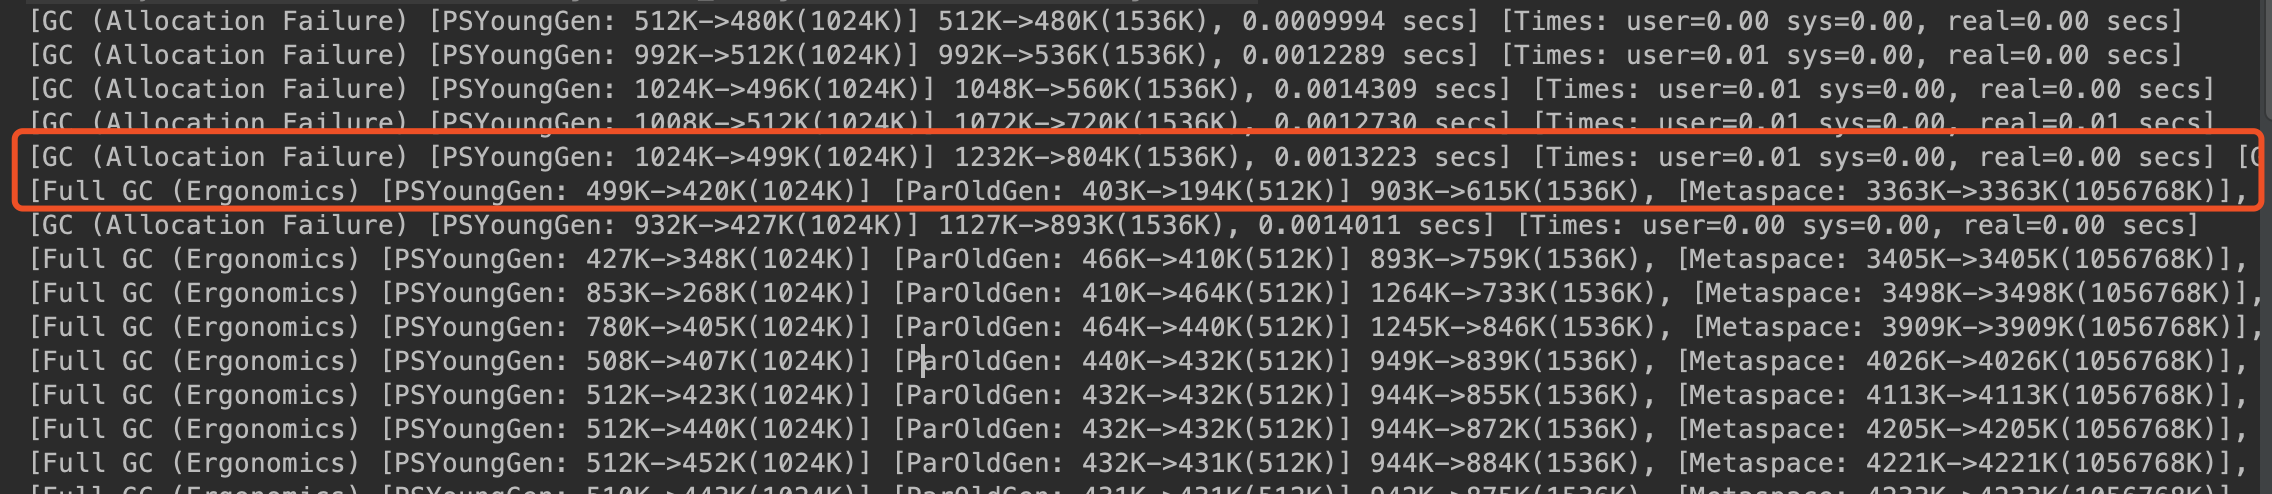 [GC (Allocation Failure) [PSYoungGen: 512K->480K(1024K)] 512K->480K(1536K), 0.0009994 secs] [Times: user=0.00 sys=0.00, real=0.00 secs]
[GC (Allocation Failure) [PSYoungGen: 992K->512K(1024K)] 992K->536K(1536K), 0.0012289 secs] [Times: user=0.01 sys=0.00, real=0.00 secs]
[GC (Allocation Failure) [PSYoungGen: 1024K->496K(1024K)] 1048K->560K(1536K), 0.0014309 secs] [Times: user=0.01 sys=0.00, real=0.00 secs]
[GC (Allocation Failure) [PSYoungGen: 1008K->512K(1024K)] 1072K->720K(1536K), 0.0012730 secs] [Times: user=0.01 sys=0.00, real=0.01 secs]
[GC (Allocation Failure) [PSYoungGen: 1024K->499K(1024K)] 1232K->804K(1536K), 0.0013223 secs] [Times: user=0.01 sys=0.00, real=0.00 secs]
[Full GC (Ergonomics) [PSYoungGen: 499K->420K(1024K)] [ParOldGen: 403K->194K(512K)] 903K->615K(1536K), [Metaspace: 3363K->3363K(1056768K)],
[GC (Allocation Failure) [PSYoungGen: 932K->427K(1024K)] 1127K->893K(1536K), 0.0014011 secs] [Times: user=0.00 sys=0.00, real=0.00 secs]
[Full GC (Ergonomics) [PSYoungGen: 427K->348K(1024K)] [ParOldGen: 466K->410K(512K)] 893K->759K(1536K), [Metaspace: 3405K->3405K(1056768K)],
[Full GC (Ergonomics) [PSYoungGen: 853K->268K(1024K)] [ParOldGen: 410K->464K(512K)] 1264K->733K(1536K), [Metaspace: 3498K->3498K(1056768K)],
[Full GC (Ergonomics) [PSYoungGen: 780K->405K(1024K)] [ParOldGen: 464K->440K(512K)] 1245K->846K(1536K), [Metaspace: 3909K->3909K(1056768K)],
[Full GC (Ergonomics) [PSYoungGen: 508K->407K(1024K)] [ParOldGen: 440K->432K(512K)] 949K->839K(1536K), [Metaspace: 4026K->4026K(1056768K)],
[Full GC (Ergonomics) [PSYoungGen: 512K->423K(1024K)] [ParOldGen: 432K->432K(512K)] 944K->855K(1536K), [Metaspace: 4113K->4113K(1056768K)],
[Full GC (Ergonomics) [PSYoungGen: 512K->440K(1024K)] [ParOldGen: 432K->432K(512K)] 944K->872K(1536K), [Metaspace: 4205K->4205K(1056768K)],
[Full GC (Ergonomics) [PSYoungGen: 512K->452K(1024K)] [ParOldGen: 432K->431K(512K)] 944K->884K(1536K), [Metaspace: 4221K->4221K(1056768K)],